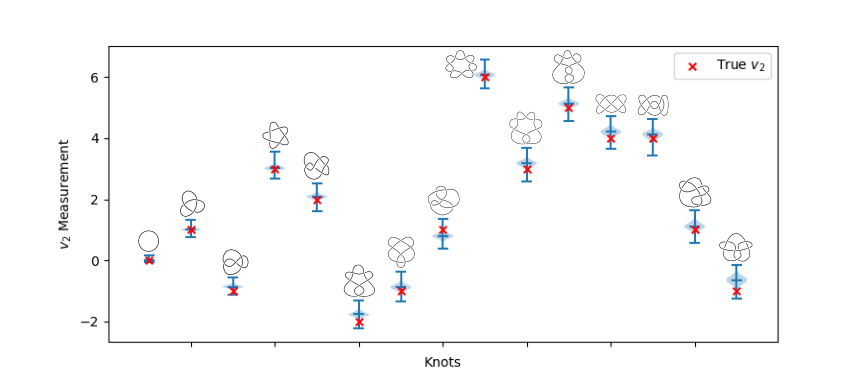 True v₂
6
4
2
0
−2
v₂ Measurement
Knots